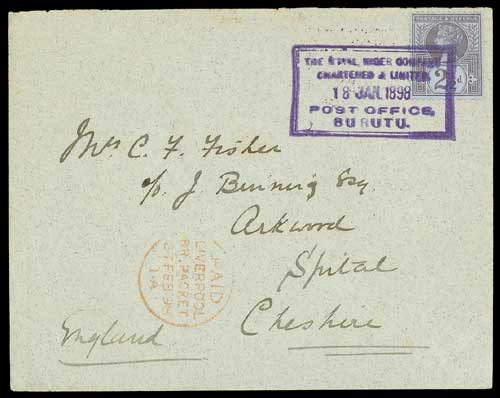 THE ROYAL NIGER COMPANY
CHARTERED & LIMITED.
18 JAN. 1898
POST OFFICE,
BURUTU.
2½d
Mrs C. F. Fisher
c/o J. Benning Esq
Arkwood
Spital
Cheshire
England
PAID
LIVERPOOL
BR. PACKET
27 FEB 98